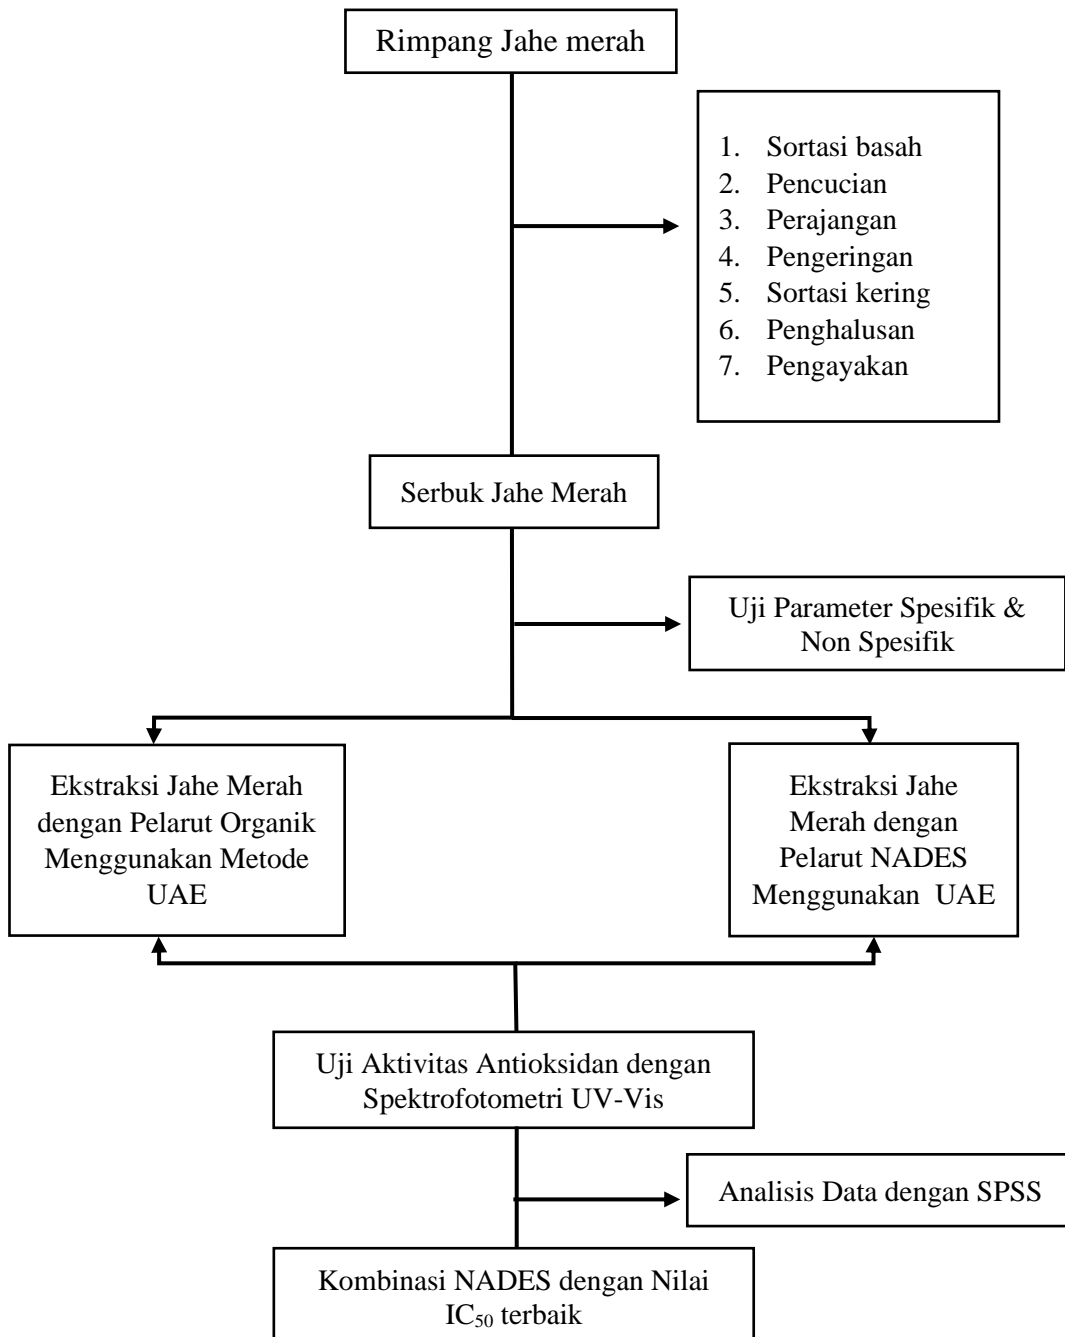 Rimpang Jahe merah
1. Sortasi basah
2. Pencucian
3. Perajangan
4. Pengeringan
5. Sortasi kering
6. Penghalusan
7. Pengayakan
Serbuk Jahe Merah
Uji Parameter Spesifik &
Non Spesifik
Ekstraksi Jahe Merah
dengan Pelarut Organik
Menggunakan Metode
UAE
Ekstraksi Jahe
Merah dengan
Pelarut NADES
Menggunakan UAE
Uji Aktivitas Antioksidan dengan
Spektrofotometri UV-Vis
Analisis Data dengan SPSS
Kombinasi NADES dengan Nilai
IC₅₀ terbaik